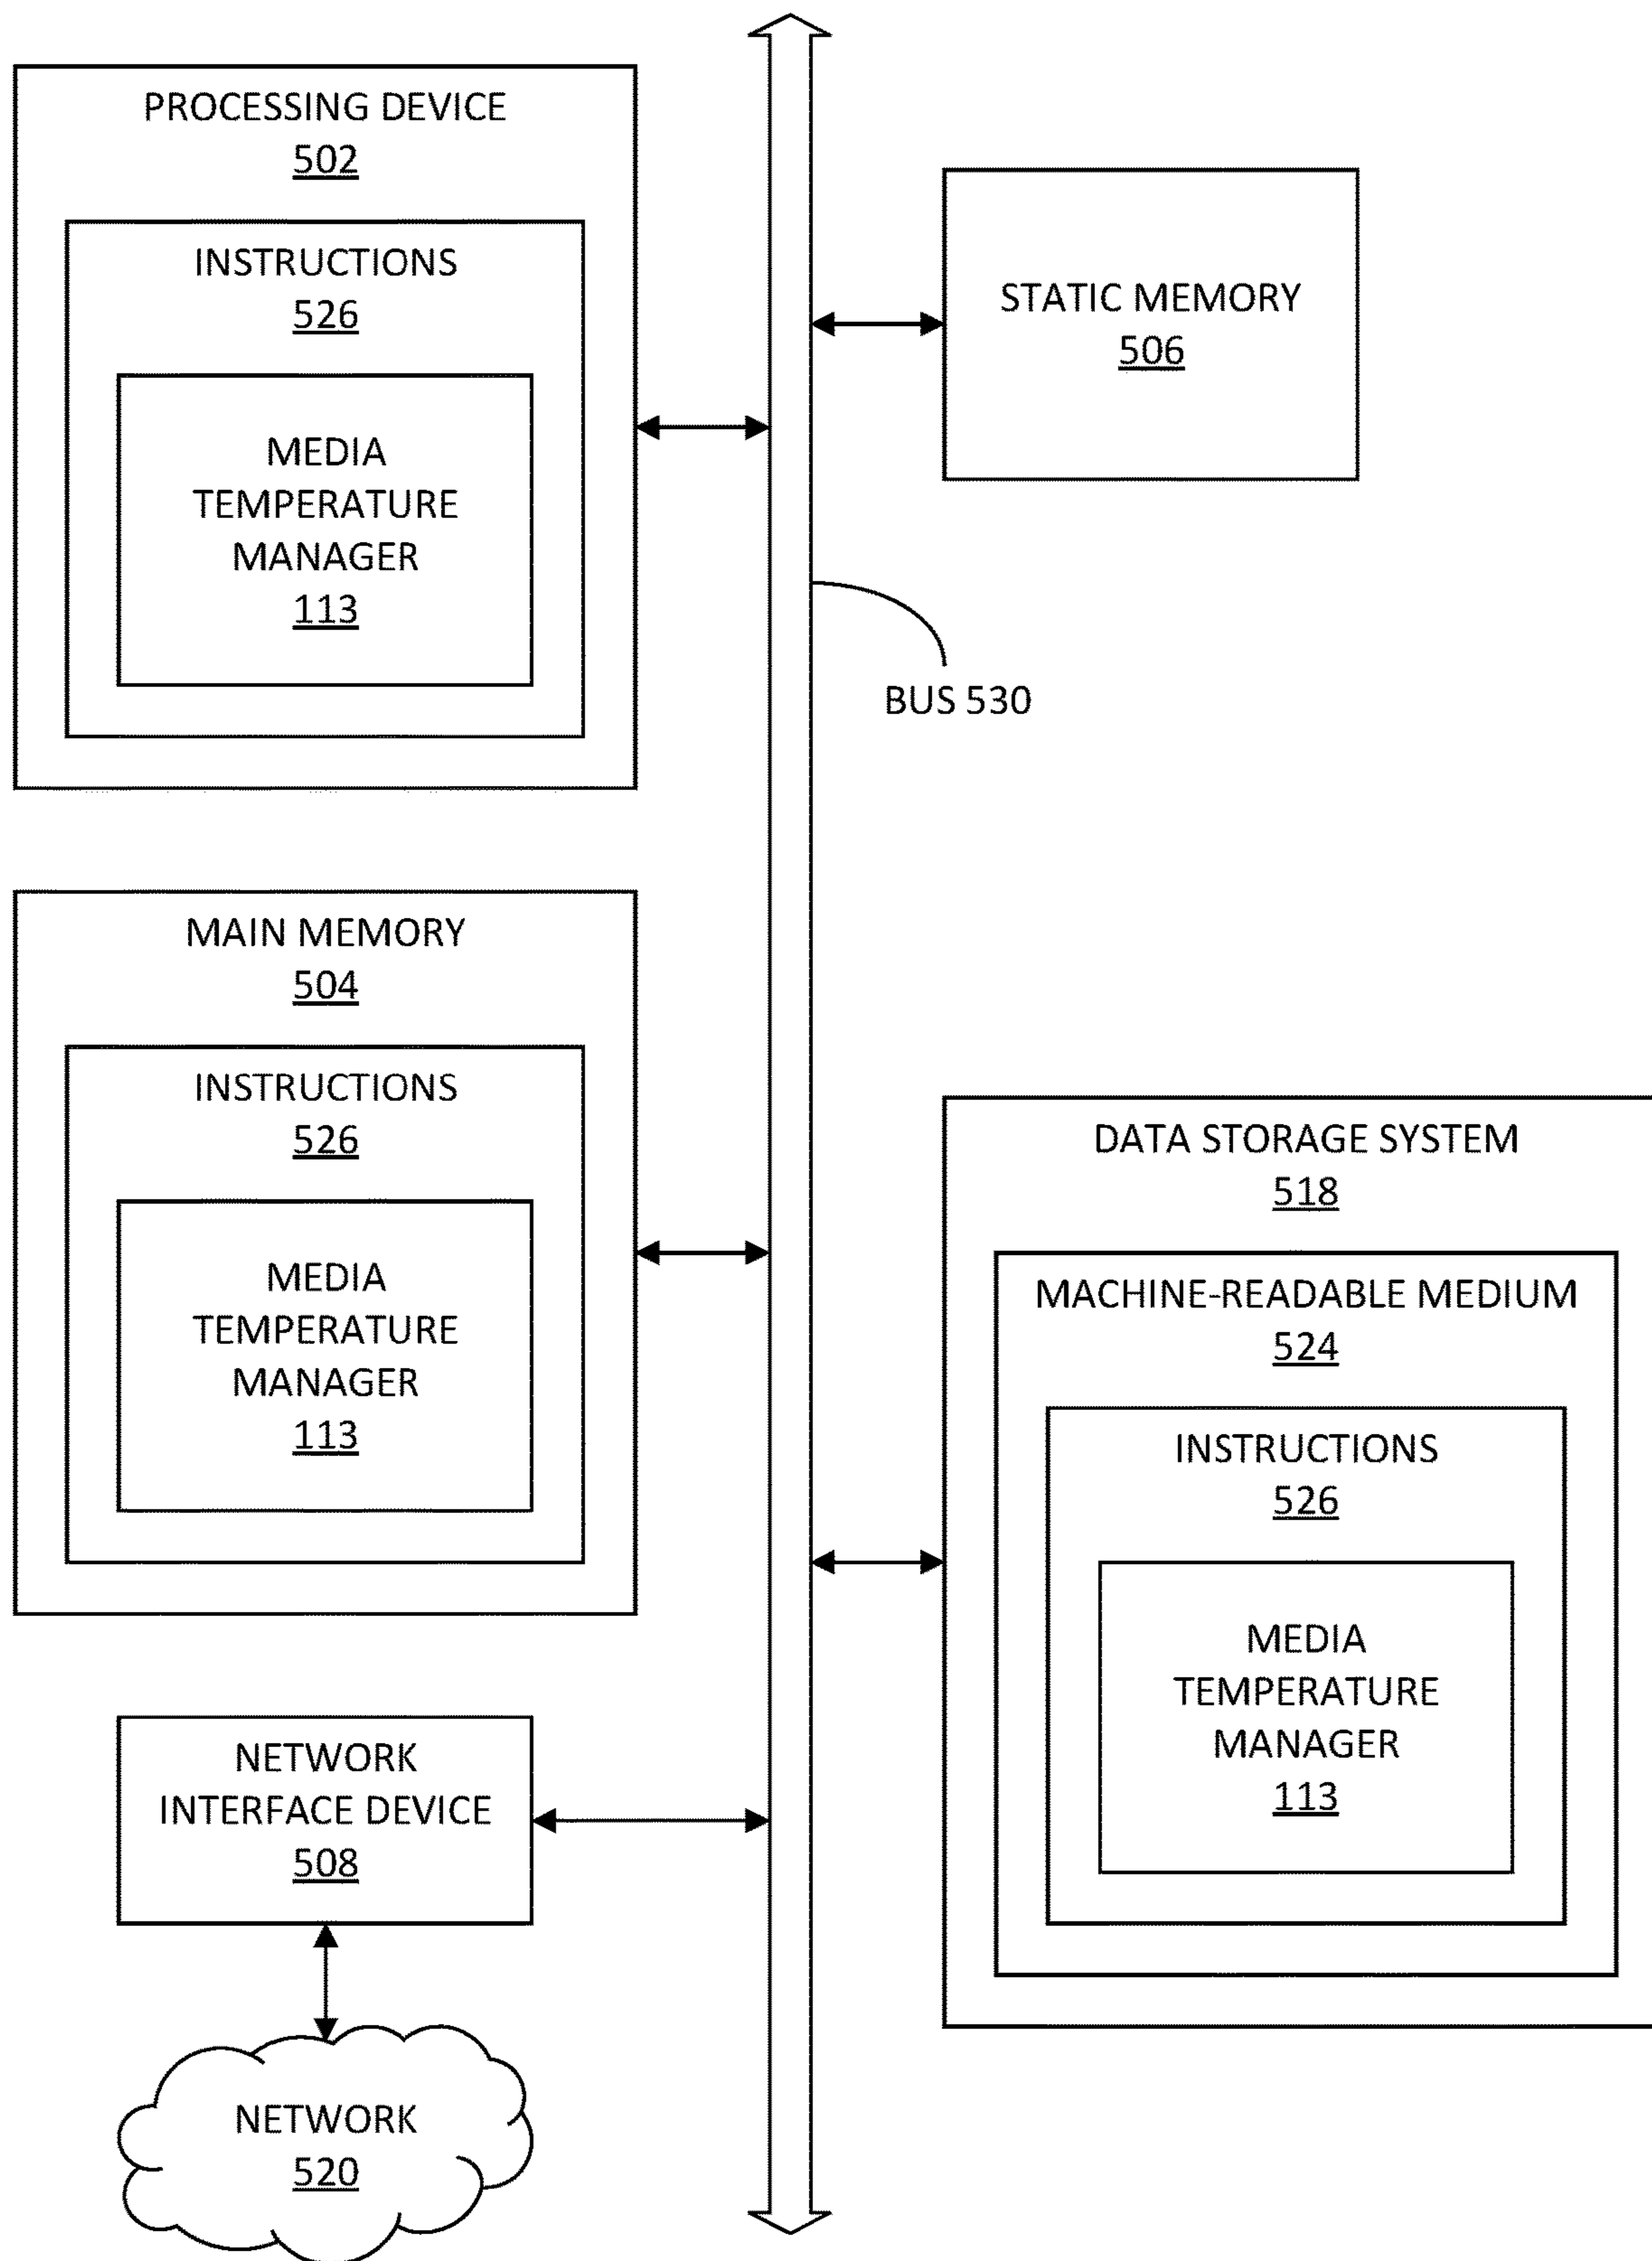 PROCESSING DEVICE
502
INSTRUCTIONS
526
MEDIA
TEMPERATURE
MANAGER
113
STATIC MEMORY
506
BUS 530
MAIN MEMORY
504
INSTRUCTIONS
526
MEDIA
TEMPERATURE
MANAGER
113
DATA STORAGE SYSTEM
518
MACHINE-READABLE MEDIUM
524
INSTRUCTIONS
526
MEDIA
TEMPERATURE
MANAGER
113
NETWORK
INTERFACE DEVICE
508
NETWORK
520